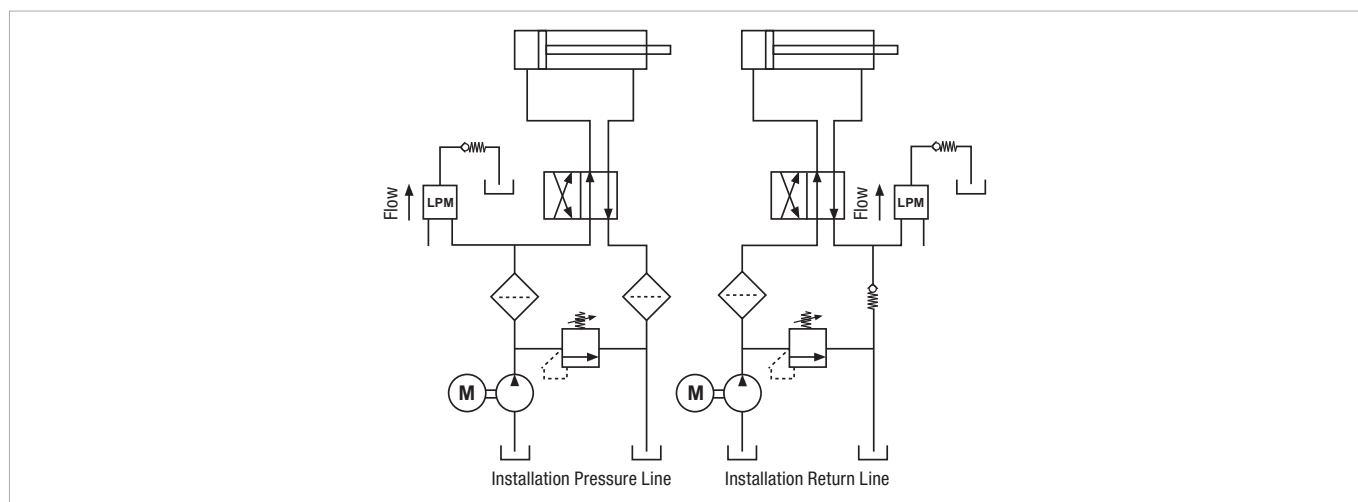 Flow
LPM
Flow
LPM
M
M
Installation Pressure Line
Installation Return Line